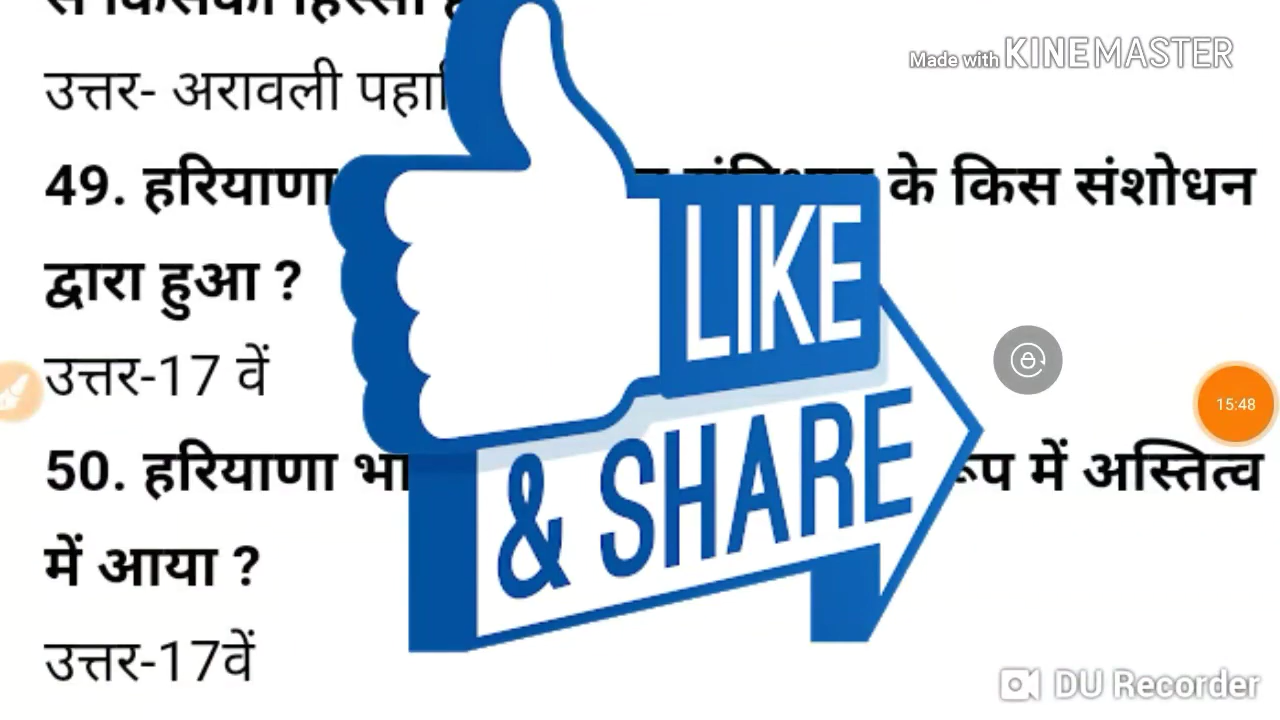 Made with KINEMASTER
उत्तर- अरावली
49. हरियाणा के किस संशोधन
LIKE
द्वारा हुआ ?
उत्तर-17 वें
15:48
& SHARE
50. हरियाणा में अस्तित्व
में आया ?
उत्तर-17वें
DU Recorder